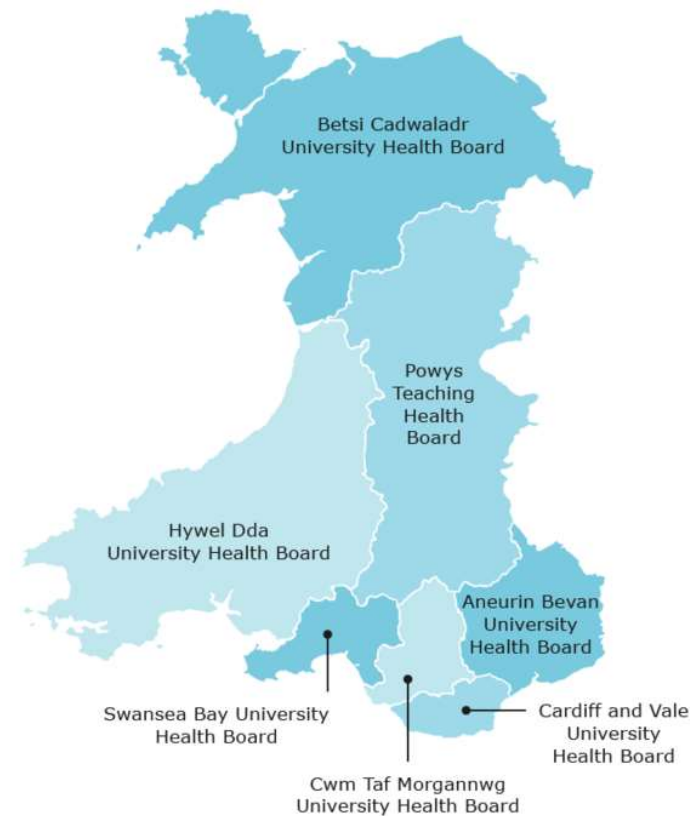 Betsi Cadwaladr
University Health Board
Powys
Teaching
Health
Board
Hywel Dda
University Health Board
Aneurin Bevan
University
Health Board
Swansea Bay University
Health Board
Cardiff and Vale
University
Health Board
Cwm Taf Morgannwg
University Health Board